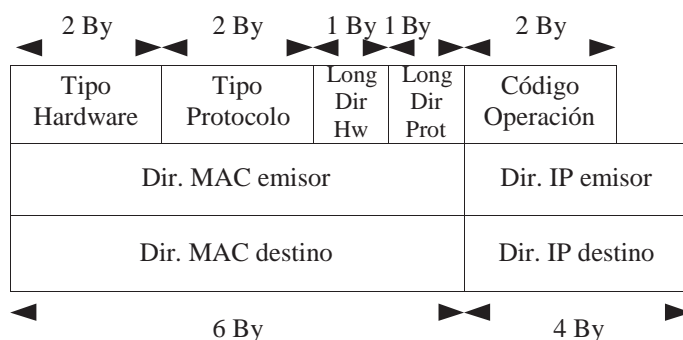 2 By 2 By 1 By 1 By 2 By
Tipo Hardware
Tipo Protocolo
Long Dir Hw
Long Dir Prot
Código Operación
Dir. MAC emisor Dir. IP emisor
Dir. MAC destino Dir. IP destino
6 By 4 By